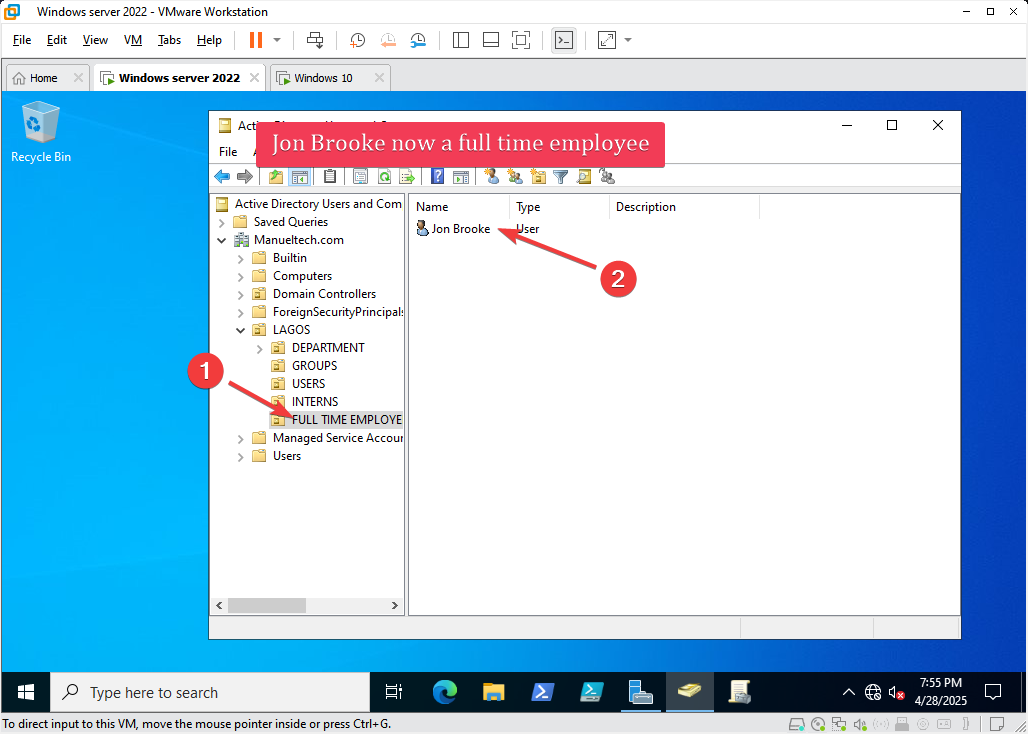 Windows server 2022 - VMware Workstation
File Edit View VM Tabs Help
Home Windows server 2022 Windows 10
Recycle Bin
Jon Brooke now a full time employee
File
Active Directory Users and Com
Saved Queries
Manueltech.com
Builtin
Computers
Domain Controllers
ForeignSecurityPrincipals
LAGOS
DEPARTMENT
GROUPS
USERS
INTERNS
FULL TIME EMPLOYE
Managed Service Accour
Users
Name Type Description
Jon Brooke User
1
2
Type here to search
7:55 PM
4/28/2025
To direct input to this VM, move the mouse pointer inside or press Ctrl+G.